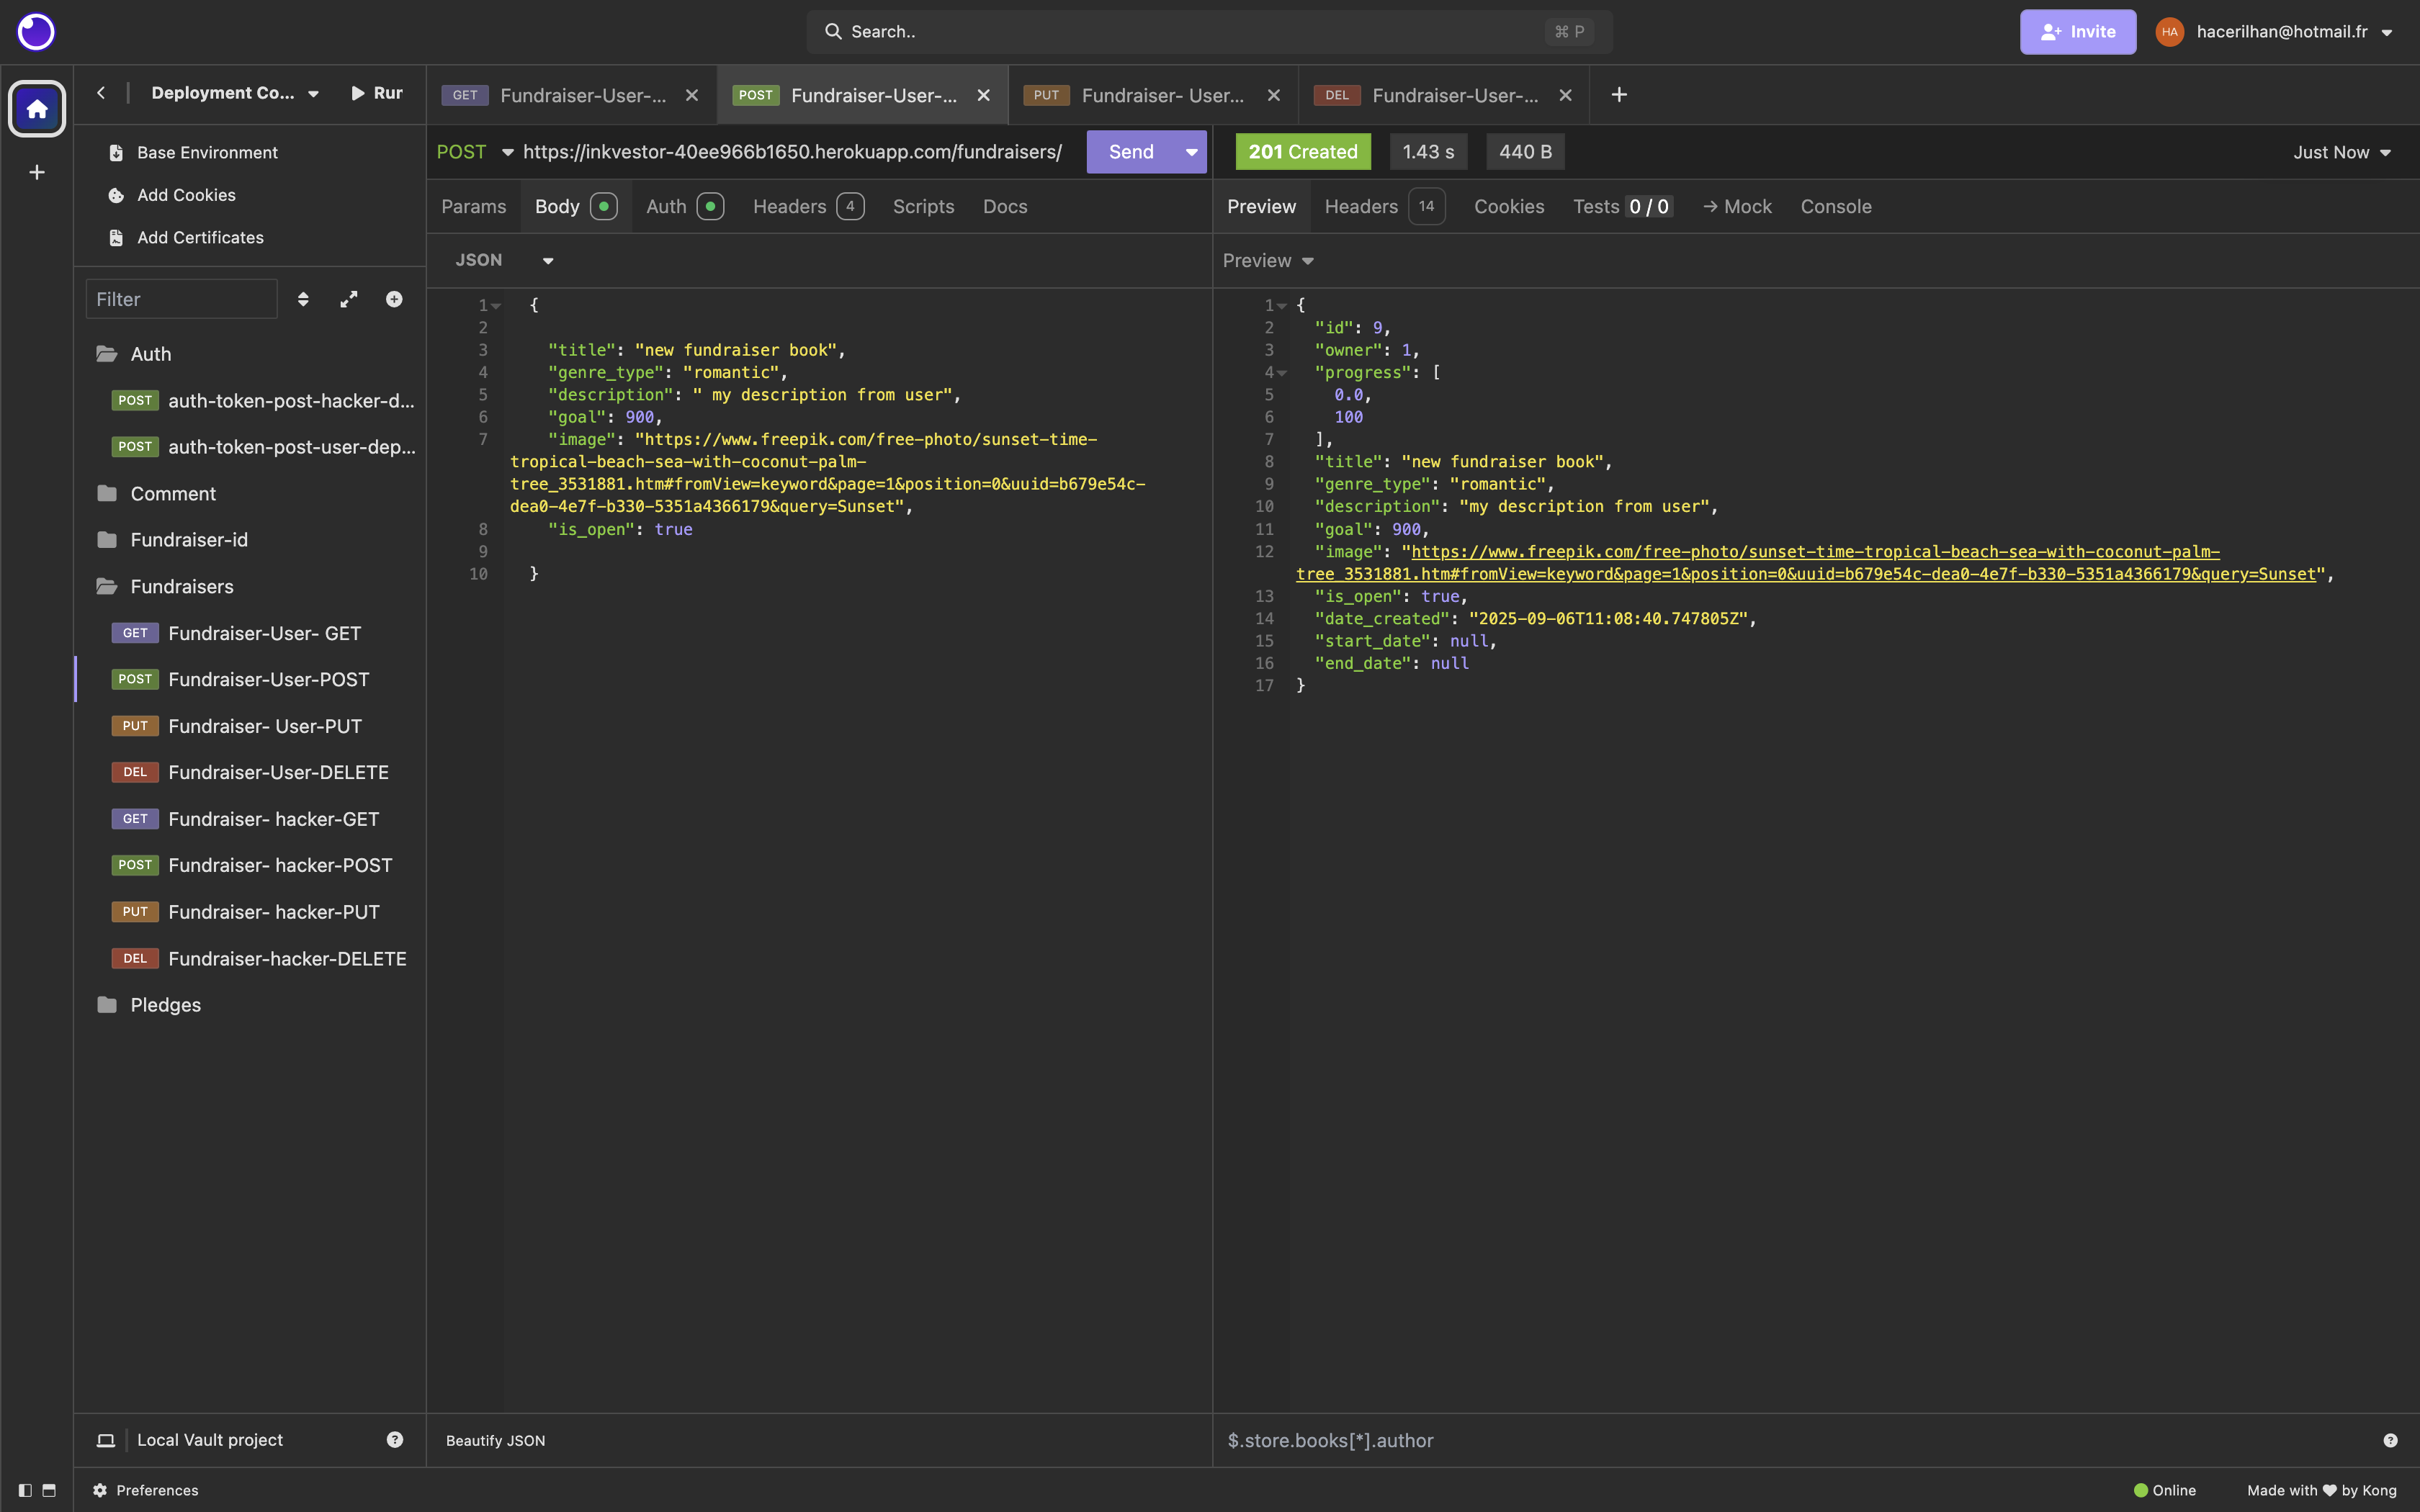 Search..
⌘ P
Invite
HA
hacerilhan@hotmail.fr
Deployment Co...
Rur
GET Fundraiser-User-...
POST Fundraiser-User-...
PUT Fundraiser- User...
DEL Fundraiser-User-...
Base Environment
Add Cookies
Add Certificates
Filter
Auth
POST auth-token-post-hacker-d...
POST auth-token-post-user-dep...
Comment
Fundraiser-id
Fundraisers
GET Fundraiser-User- GET
POST Fundraiser-User-POST
PUT Fundraiser- User-PUT
DEL Fundraiser-User-DELETE
GET Fundraiser- hacker-GET
POST Fundraiser- hacker-POST
PUT Fundraiser- hacker-PUT
DEL Fundraiser-hacker-DELETE
Pledges
Local Vault project
POST https://inkvestor-40ee966b1650.herokuapp.com/fundraisers/
Send
Params Body Auth Headers 4 Scripts Docs
JSON
1 {
2
3 "title": "new fundraiser book",
4 "genre_type": "romantic",
5 "description": " my description from user",
6 "goal": 900,
7 "image": "https://www.freepik.com/free-photo/sunset-time-
tropical-beach-sea-with-coconut-palm-
tree_3531881.htm#fromView=keyword&page=1&position=0&uuid=b679e54c-
dea0-4e7f-b330-5351a4366179&query=Sunset",
8 "is_open": true
9
10 }
Beautify JSON
201 Created 1.43 s 440 B
Just Now
Preview Headers 14 Cookies Tests 0 / 0 → Mock Console
Preview
1 {
2 "id": 9,
3 "owner": 1,
4 "progress": [
5 0.0,
6 100
7 ],
8 "title": "new fundraiser book",
9 "genre_type": "romantic",
10 "description": "my description from user",
11 "goal": 900,
12 "image": "https://www.freepik.com/free-photo/sunset-time-tropical-beach-sea-with-coconut-palm-
tree_3531881.htm#fromView=keyword&page=1&position=0&uuid=b679e54c-dea0-4e7f-b330-5351a4366179&query=Sunset",
13 "is_open": true,
14 "date_created": "2025-09-06T11:08:40.747805Z",
15 "start_date": null,
16 "end_date": null
17 }
$.store.books[*].author
Preferences
Online
Made with ♥ by Kong